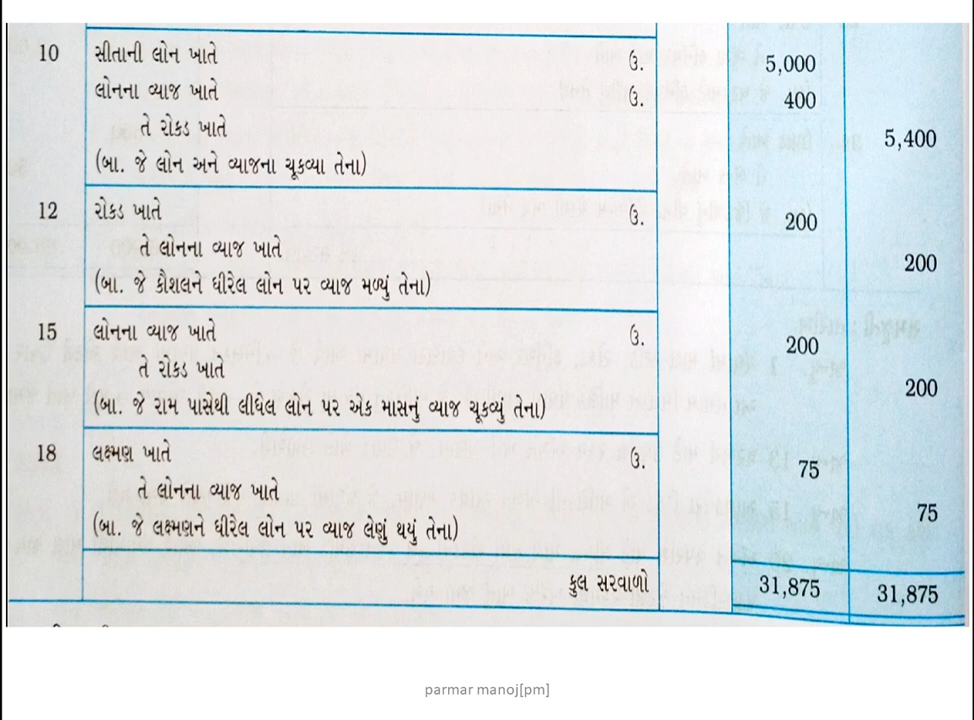 10 સીતાની લોન ખાતે ઉ. 5,000
લોનના વ્યાજ ખાતે ઉ. 400
તે રોકડ ખાતે 5,400
(બા. જે લોન અને વ્યાજના ચૂકવ્યા તેના)
12 રોકડ ખાતે ઉ. 200
તે લોનના વ્યાજ ખાતે 200
(બા. જે કૌશલને ધીરેલ લોન પર વ્યાજ મળ્યું તેના)
15 લોનના વ્યાજ ખાતે ઉ. 200
તે રોકડ ખાતે 200
(બા. જે રામ પાસેથી લીધેલ લોન પર એક માસનું વ્યાજ ચૂકવ્યું તેના)
18 લક્ષ્મણ ખાતે ઉ. 75
તે લોનના વ્યાજ ખાતે 75
(બા. જે લક્ષ્મણને ધીરેલ લોન પર વ્યાજ લેણું થયું તેના)
કુલ સરવાળો 31,875 31,875
parmar manoj[pm]